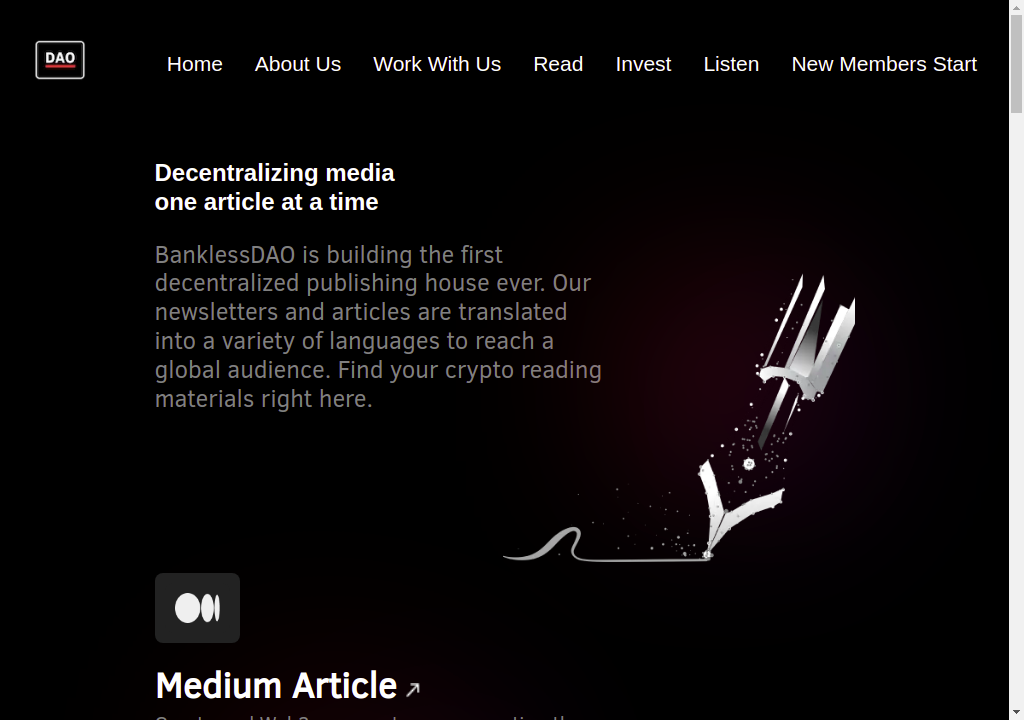 DAO
Home About Us Work With Us Read Invest Listen New Members Start
Decentralizing media
one article at a time
BanklessDAO is building the first
decentralized publishing house ever. Our
newsletters and articles are translated
into a variety of languages to reach a
global audience. Find your crypto reading
materials right here.
Medium Article